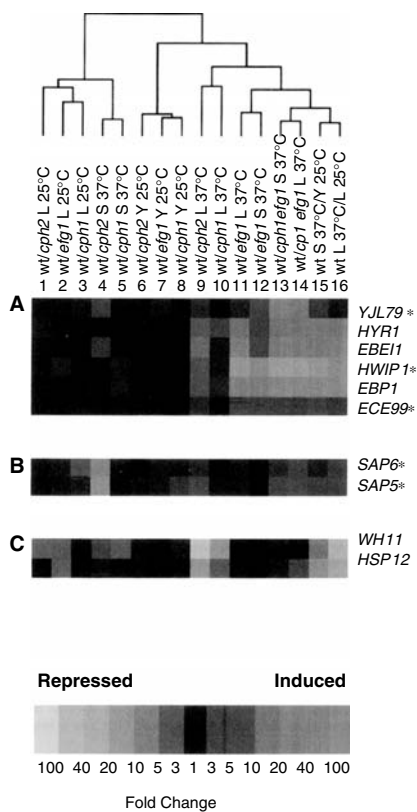 wt/cph2 L 25°C
wt/efg1 L 25°C
wt/cph1 L 25°C
wt/cph2 S 37°C
wt/cph1 S 37°C
wt/cph2 Y 25°C
wt/efg1 Y 25°C
wt/cph1 Y 25°C
wt/cph2 L 37°C
wt/cph1 L 37°C
wt/efg1 L 37°C
wt/efg1 S 37°C
wt/cph1efg1 S 37°C
wt/cp1 efg1 L 37°C
wt S 37°C/Y 25°C
wt L 37°C/L 25°C
1 2 3 4 5 6 7 8 9 10 11 12 13 14 15 16
A
YJL79 *
HYR1
EBEI1
HWIP1*
EBP1
ECE99*
B
SAP6*
SAP5*
C
WH11
HSP12
Repressed Induced
100 40 20 10 5 3 1 3 5 10 20 40 100
Fold Change